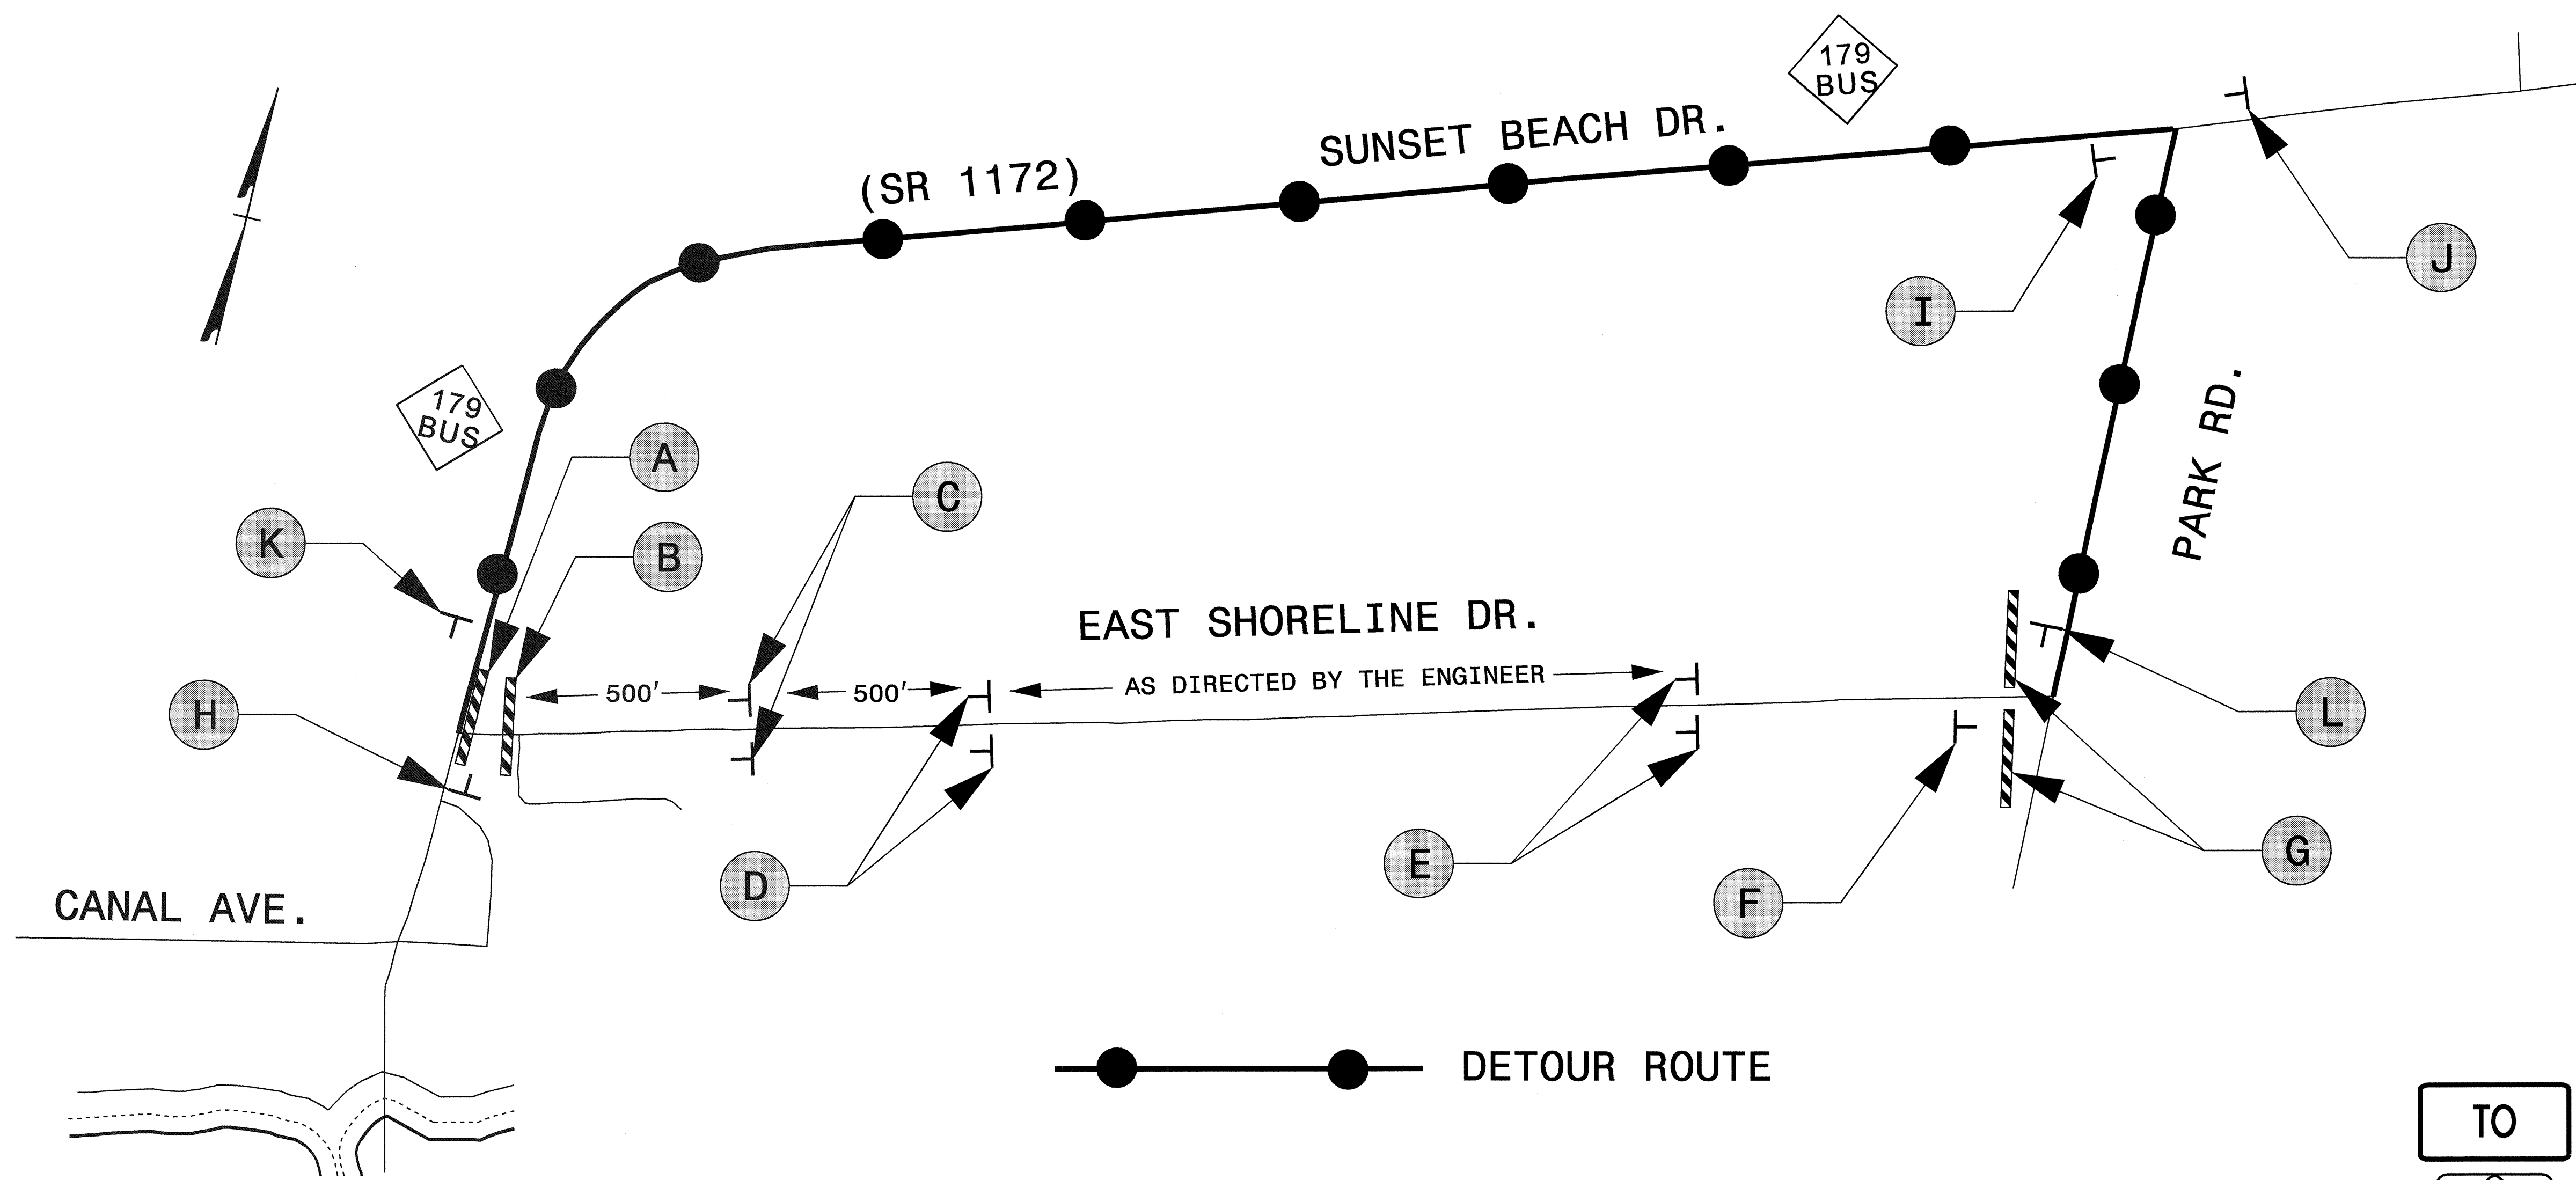 179
BUS
SUNSET BEACH DR.
(SR 1172)
J
I
179
BUS
PARK RD.
A
C
K
B
EAST SHORELINE DR.
500'
500'
AS DIRECTED BY THE ENGINEER
H
L
G
E
D
F
CANAL AVE.
DETOUR ROUTE
TO